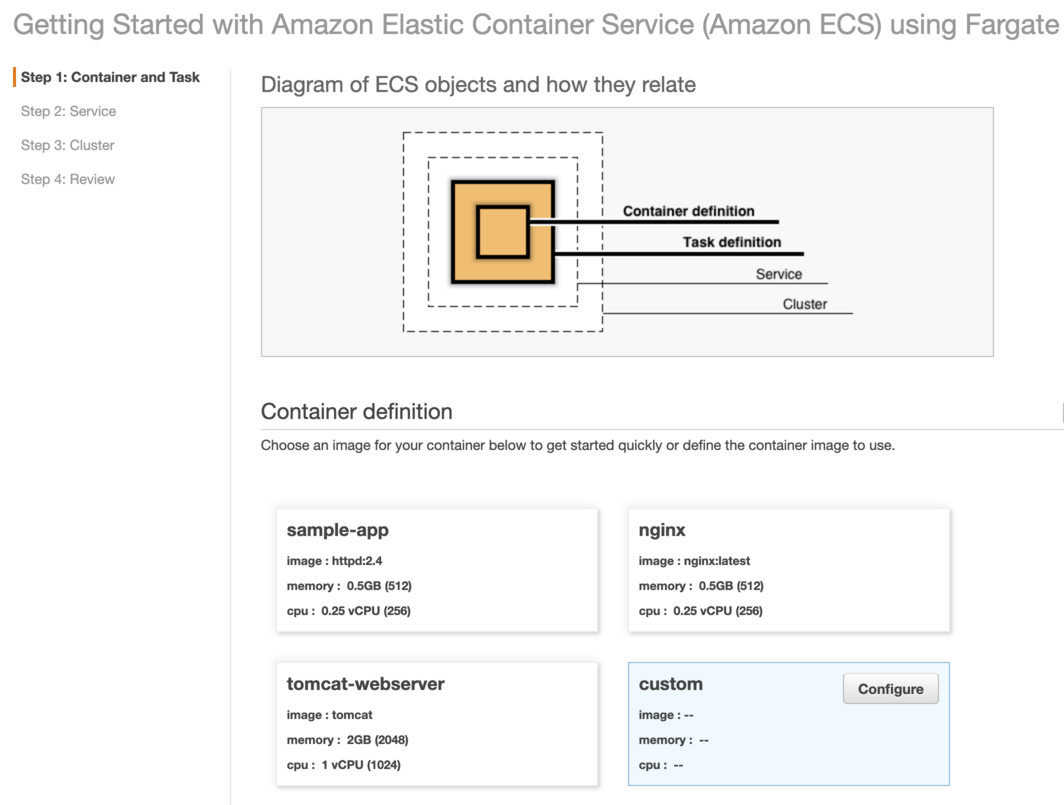 Getting Started with Amazon Elastic Container Service (Amazon ECS) using Fargate
Step 1: Container and Task
Step 2: Service
Step 3: Cluster
Step 4: Review
Diagram of ECS objects and how they relate
Container definition
Task definition
Service
Cluster
Container definition
Choose an image for your container below to get started quickly or define the container image to use.
sample-app
image : httpd:2.4
memory : 0.5GB (512)
cpu : 0.25 vCPU (256)
nginx
image : nginx:latest
memory : 0.5GB (512)
cpu : 0.25 vCPU (256)
tomcat-webserver
image : tomcat
memory : 2GB (2048)
cpu : 1 vCPU (1024)
custom
Configure
image : --
memory : --
cpu : --